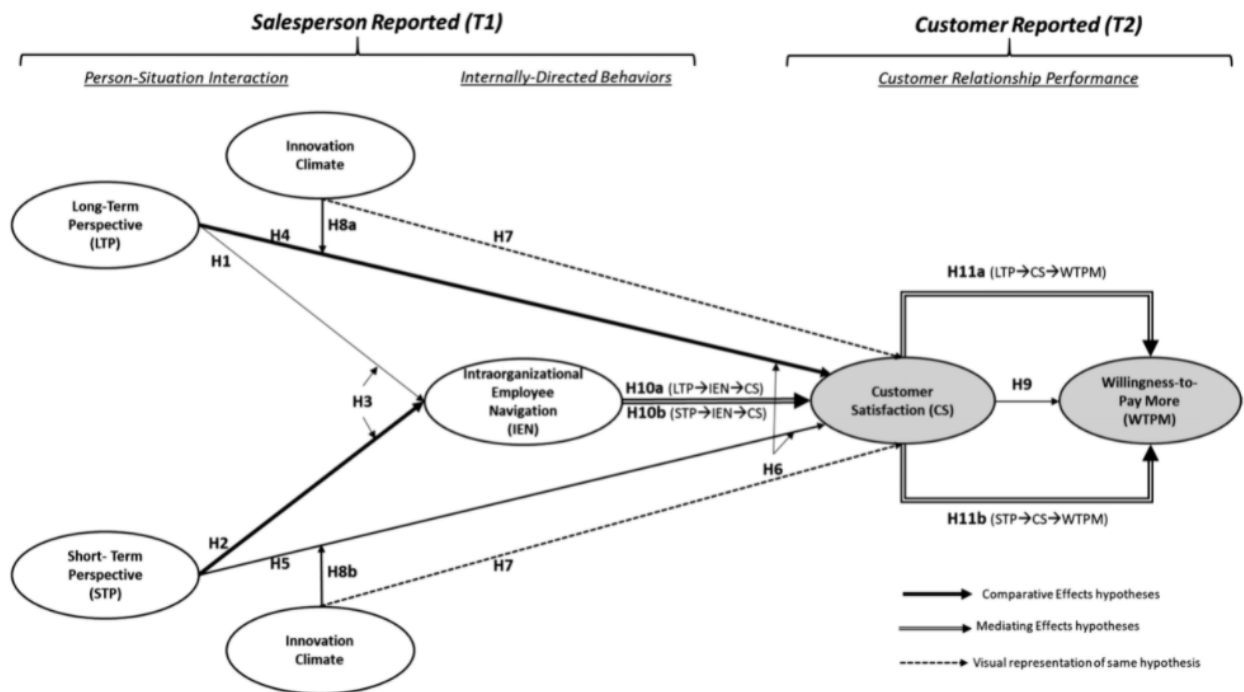 Salesperson Reported (T1)
Customer Reported (T2)
Person-Situation Interaction
Internally-Directed Behaviors
Customer Relationship Performance
Innovation
Climate
Long-Term
Perspective
(LTP)
H4
H8a
H7
H1
H11a (LTP→CS→WTPM)
H3
Intraorganizational
Employee
Navigation
(IEN)
H10a (LTP→IEN→CS)
H10b (STP→IEN→CS)
Customer
Satisfaction (CS)
H9
Willingness-to-
Pay More
(WTPM)
H6
H2
H5
H8b
H7
H11b (STP→CS→WTPM)
Short- Term
Perspective
(STP)
Innovation
Climate
Comparative Effects hypotheses
Mediating Effects hypotheses
Visual representation of same hypothesis